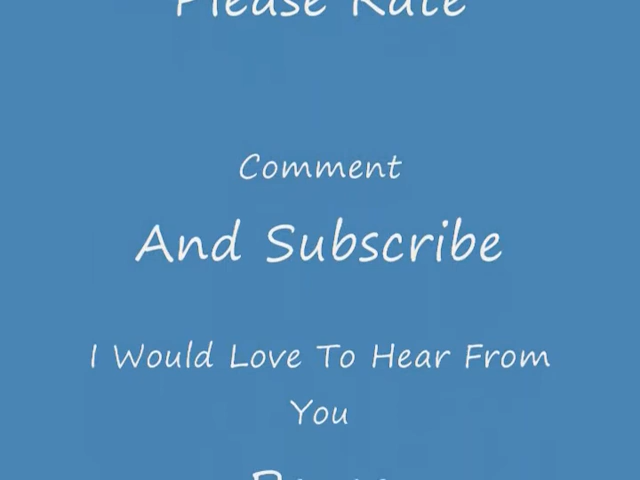 Please Rate
Comment
And Subscribe
I Would Love To Hear From
You